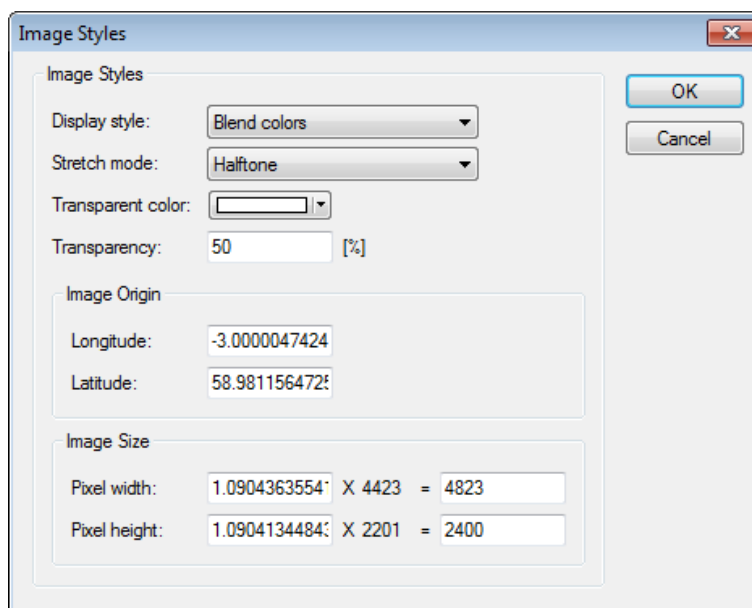 Image Styles
Image Styles
OK
Cancel
Display style: Blend colors
Stretch mode: Halftone
Transparent color:
Transparency: 50 [%]
Image Origin
Longitude: -3.0000047424
Latitude: 58.9811564725
Image Size
Pixel width: 1.0904363554 X 4423 = 4823
Pixel height: 1.0904134484 X 2201 = 2400